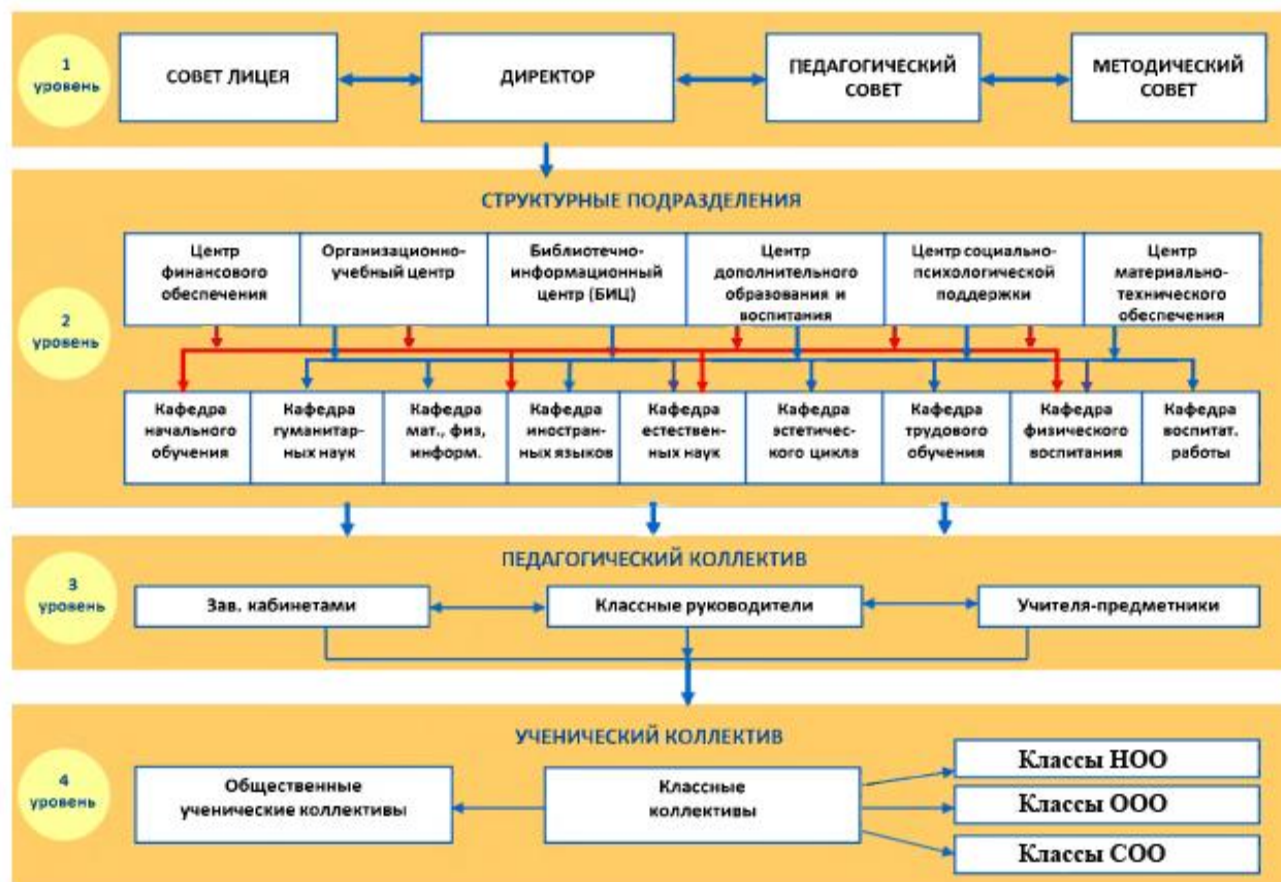 1
уровень
СОВЕТ ЛИЦЕЯ
ДИРЕКТОР
ПЕДАГОГИЧЕСКИЙ
СОВЕТ
МЕТОДИЧЕСКИЙ
СОВЕТ
СТРУКТУРНЫЕ ПОДРАЗДЕЛЕНИЯ
2
уровень
Центр
финансового
обеспечения
Организационно-
учебный центр
Библиотечно-
информационный
центр (БИЦ)
Центр
дополнительного
образования и
воспитания
Центр социально-
психологической
поддержки
Центр
материально-
технического
обеспечения
Кафедра
начального
обучения
Кафедра
гуманитар-
ных наук
Кафедра
мат., физ,
информ.
Кафедра
иностран-
ных языков
Кафедра
естествен-
ных наук
Кафедра
эстетичес-
кого цикла
Кафедра
трудового
обучения
Кафедра
физического
воспитания
Кафедра
воспитат.
работы
ПЕДАГОГИЧЕСКИЙ КОЛЛЕКТИВ
3
уровень
Зав. кабинетами
Классные руководители
Учителя-предметники
УЧЕНИЧЕСКИЙ КОЛЛЕКТИВ
4
уровень
Общественные
ученические коллективы
Классные
коллективы
Классы НОО
Классы ООО
Классы СОО